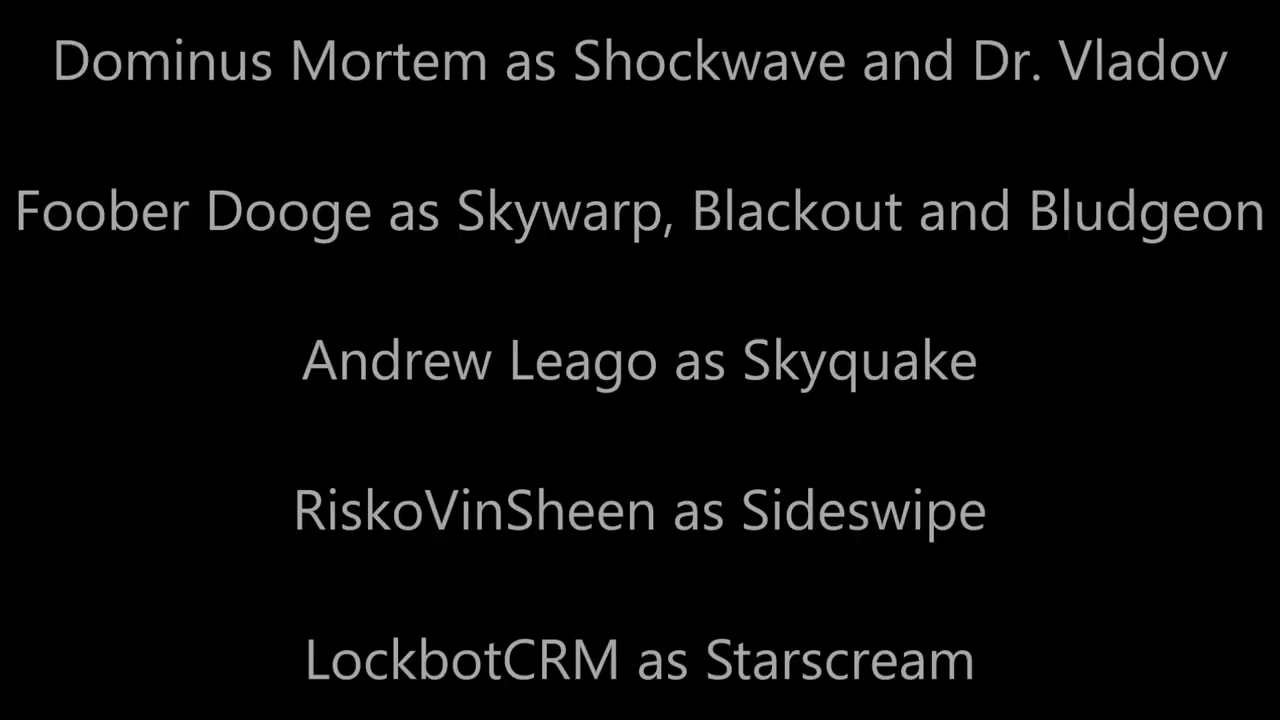 Dominus Mortem as Shockwave and Dr. Vladov
Foober Dooge as Skywarp, Blackout and Bludgeon
Andrew Leago as Skyquake
RiskoVinSheen as Sideswipe
LockbotCRM as Starscream